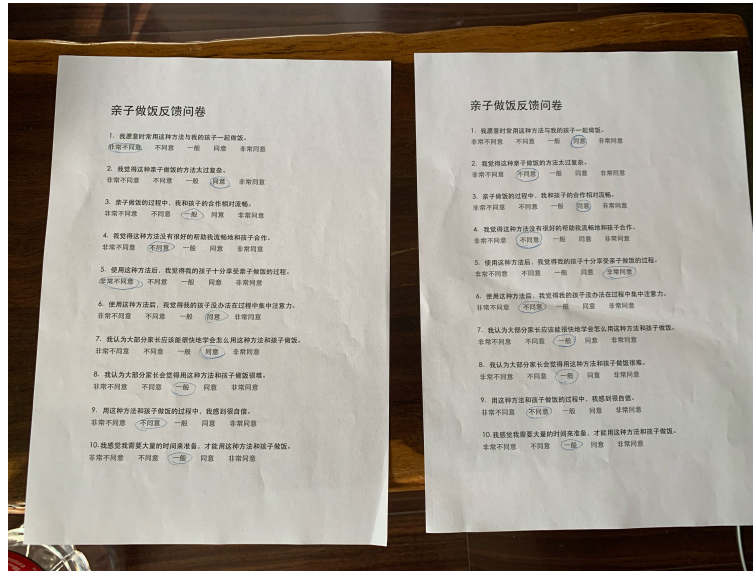 亲子做饭反馈问卷
1. 我愿意时常用这种方法与我的孩子一起做饭。
非常不同意 不同意 一般 同意 非常同意
2. 我觉得这种亲子做饭的方法太过复杂。
非常不同意 不同意 一般 同意 非常同意
3. 亲子做饭的过程中，我和孩子的合作相对流畅。
非常不同意 不同意 一般 同意 非常同意
4. 我觉得这种方法没有很好的帮助我流畅地和孩子合作。
非常不同意 不同意 一般 同意 非常同意
5. 使用这种方法后，我觉得我的孩子十分享受亲子做饭的过程。
非常不同意 不同意 一般 同意 非常同意
6. 使用这种方法后，我觉得我的孩子没办法在过程中集中注意力。
非常不同意 不同意 一般 同意 非常同意
7. 我认为大部分家长应该能很快地学会怎么用这种方法和孩子做饭。
非常不同意 不同意 一般 同意 非常同意
8. 我认为大部分家长会觉得用这种方法和孩子做饭很难。
非常不同意 不同意 一般 同意 非常同意
9. 用这种方法和孩子做饭的过程中，我感到很自信。
非常不同意 不同意 一般 同意 非常同意
10.我感觉我需要大量的时间来准备，才能用这种方法和孩子做饭。
非常不同意 不同意 一般 同意 非常同意
亲子做饭反馈问卷
1. 我愿意时常用这种方法与我的孩子一起做饭。
非常不同意 不同意 一般 同意 非常同意
2. 我觉得这种亲子做饭的方法太过复杂。
非常不同意 不同意 一般 同意 非常同意
3. 亲子做饭的过程中，我和孩子的合作相对流畅。
非常不同意 不同意 一般 同意 非常同意
4. 我觉得这种方法没有很好的帮助我流畅地和孩子合作。
非常不同意 不同意 一般 同意 非常同意
5. 使用这种方法后，我觉得我的孩子十分享受亲子做饭的过程。
非常不同意 不同意 一般 同意 非常同意
6. 使用这种方法后，我觉得我的孩子没办法在过程中集中注意力。
非常不同意 不同意 一般 同意 非常同意
7. 我认为大部分家长应该能很快地学会怎么用这种方法和孩子做饭。
非常不同意 不同意 一般 同意 非常同意
8. 我认为大部分家长会觉得用这种方法和孩子做饭很难。
非常不同意 不同意 一般 同意 非常同意
9. 用这种方法和孩子做饭的过程中，我感到很自信。
非常不同意 不同意 一般 同意 非常同意
10.我感觉我需要大量的时间来准备，才能用这种方法和孩子做饭。
非常不同意 不同意 一般 同意 非常同意